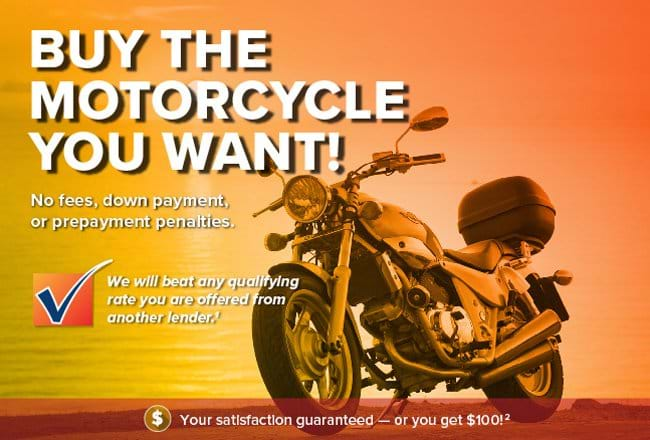 BUY THE
MOTORCYCLE
YOU WANT!
No fees, down payment,
or prepayment penalties.
We will beat any qualifying
rate you are offered from
another lender.¹
$ Your satisfaction guaranteed — or you get $100!²